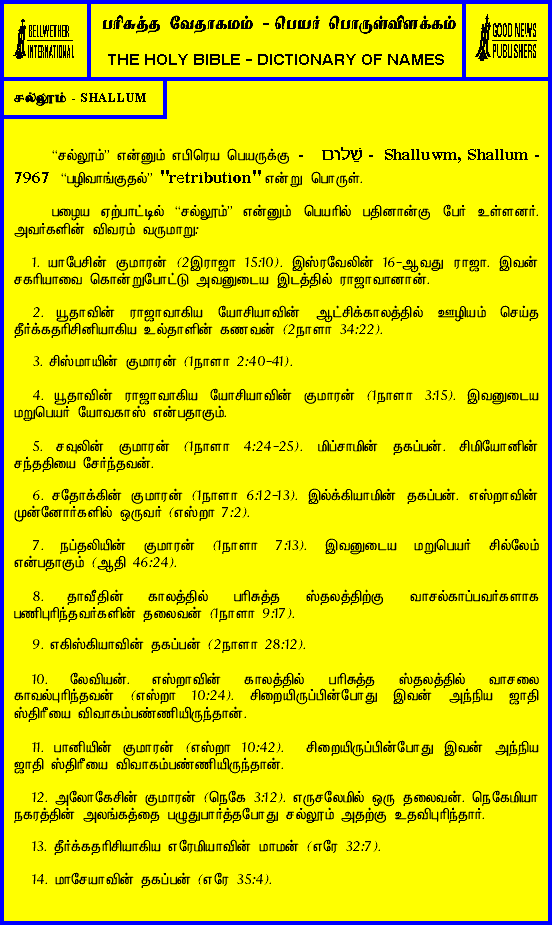 BELLWETHER
INTERNATIONAL
பரிசுத்த வேதாகமம் - பெயர் பொருள்விளக்கம்
THE HOLY BIBLE - DICTIONARY OF NAMES
GOOD NEWS
PUBLISHERS
சல்லூம் - SHALLUM
“சல்லூம்” என்னும் எபிரெய பெயருக்கு - שַׁלּוּם - Shalluwm, Shallum -
7967 “பழிவாங்குதல்” "retribution" என்று பொருள்.
பழைய ஏற்பாட்டில் “சல்லூம்” என்னும் பெயரில் பதினான்கு பேர் உள்ளனர்.
அவர்களின் விவரம் வருமாறு:
1. யாபேசின் குமாரன் (2இராஜா 15:10). இஸ்ரவேலின் 16-ஆவது ராஜா. இவன்
சகரியாவை கொன்றுபோட்டு அவனுடைய இடத்தில் ராஜாவானான்.
2. யூதாவின் ராஜாவாகிய யோசியாவின் ஆட்சிக்காலத்தில் ஊழியம் செய்த
தீர்க்கதரிசினியாகிய உல்தாளின் கணவன் (2நாளா 34:22).
3. சிஸ்மாயின் குமாரன் (1நாளா 2:40-41).
4. யூதாவின் ராஜாவாகிய யோசியாவின் குமாரன் (1நாளா 3:15). இவனுடைய
மறுபெயர் யோவகாஸ் என்பதாகும்.
5. சவுலின் குமாரன் (1நாளா 4:24-25). மிப்சாமின் தகப்பன். சிமியோனின்
சந்ததியை சேர்ந்தவன்.
6. சதோக்கின் குமாரன் (1நாளா 6:12-13). இல்க்கியாமின் தகப்பன். எஸ்றாவின்
முன்னோர்களில் ஒருவர் (எஸ்றா 7:2).
7. நப்தலியின் குமாரன் (1நாளா 7:13). இவனுடைய மறுபெயர் சில்லேம்
என்பதாகும் (ஆதி 46:24).
8. தாவீதின் காலத்தில் பரிசுத்த ஸ்தலத்திற்கு வாசல்காப்பவர்களாக
பணிபுரிந்தவர்களின் தலைவன் (1நாளா 9:17).
9. எகிஸ்கியாவின் தகப்பன் (2நாளா 28:12).
10. லேவியன். எஸ்றாவின் காலத்தில் பரிசுத்த ஸ்தலத்தில் வாசலை
காவல்புரிந்தவன் (எஸ்றா 10:24). சிறையிருப்பின்போது இவன் அந்நிய ஜாதி
ஸ்திரீயை விவாகம்பண்ணியிருந்தான்.
11. பானியின் குமாரன் (எஸ்றா 10:42). சிறையிருப்பின்போது இவன் அந்நிய
ஜாதி ஸ்திரீயை விவாகம்பண்ணியிருந்தான்.
12. அலோகேசின் குமாரன் (நெகே 3:12). எருசலேமில் ஒரு தலைவன். நெகேமியா
நகரத்தின் அலங்கத்தை பழுதுபார்த்தபோது சல்லூம் அதற்கு உதவிபுரிந்தார்.
13. தீர்க்கதரிசியாகிய எரேமியாவின் மாமன் (எரே 32:7).
14. மாசேயாவின் தகப்பன் (எரே 35:4).